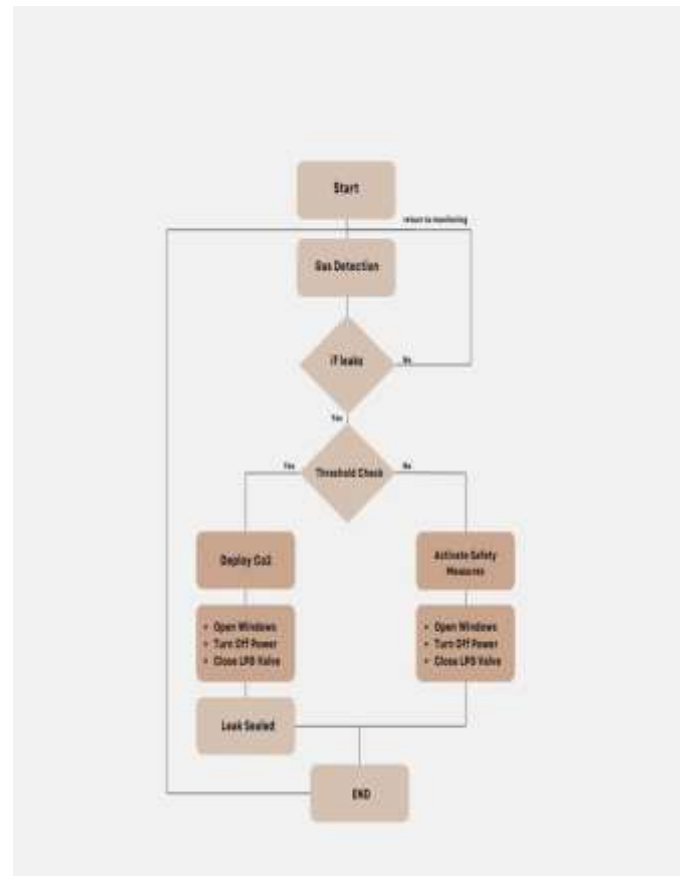 Start
return to monitoring
Gas Detection
if leaks
No
Yes
Threshold Check
Yes
No
Deploy Co2
Activate Safety
Measures
• Open Windows
• Turn Off Power
• Close LPG Valve
• Open Windows
• Turn Off Power
• Close LPG Valve
Leak Sealed
END